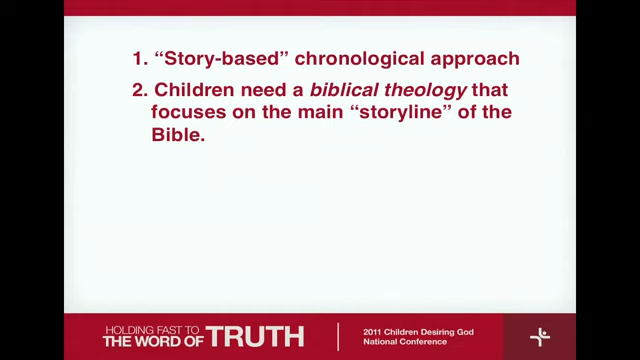 1. “Story-based” chronological approach
2. Children need a biblical theology that
focuses on the main “storyline” of the
Bible.
HOLDING FAST TO
THE WORD OF TRUTH
2011 Children Desiring God
National Conference